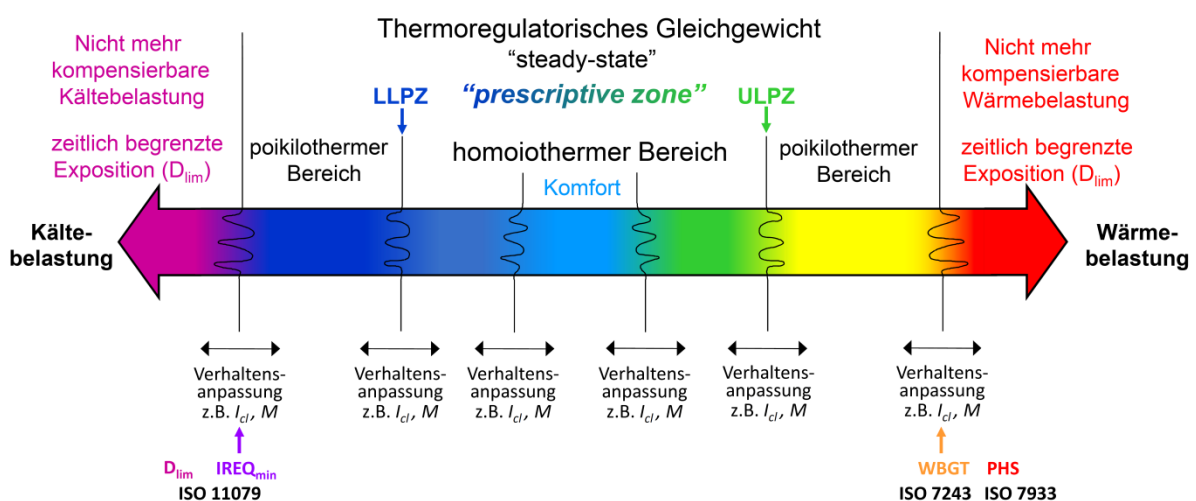 Thermoregulatorisches Gleichgewicht
“steady-state”
Nicht mehr
kompensierbare
Kältebelastung
zeitlich begrenzte
Exposition (Dlim)
LLPZ
“prescriptive zone”
ULPZ
Nicht mehr
kompensierbare
Wärmebelastung
zeitlich begrenzte
Exposition (Dlim)
poikilothermer
Bereich
homoiothermer Bereich
Komfort
poikilothermer
Bereich
Kälte-
belastung
Wärme-
belastung
Verhaltens-
anpassung
z.B. Icl, M
Verhaltens-
anpassung
z.B. Icl, M
Verhaltens-
anpassung
z.B. Icl, M
Verhaltens-
anpassung
z.B. Icl, M
Verhaltens-
anpassung
z.B. Icl, M
Verhaltens-
anpassung
z.B. Icl, M
Dlim IREQmin
ISO 11079
WBGT PHS
ISO 7243 ISO 7933